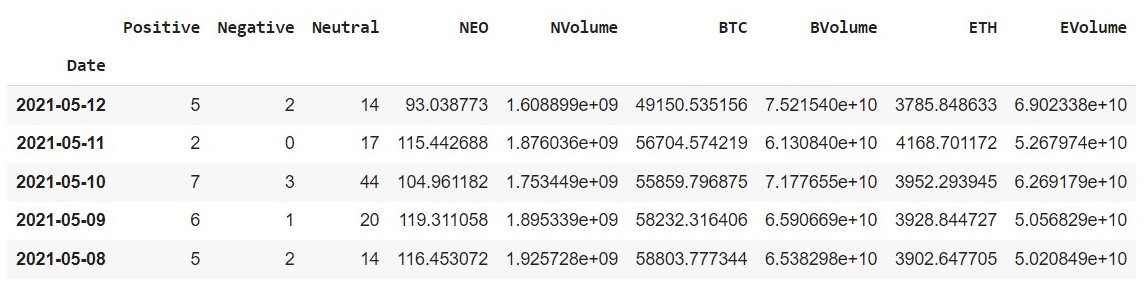 Positive Negative Neutral NEO NVolume BTC BVolume ETH EVolume
Date
2021-05-12 5 2 14 93.038773 1.608899e+09 49150.535156 7.521540e+10 3785.848633 6.902338e+10
2021-05-11 2 0 17 115.442688 1.876036e+09 56704.574219 6.130840e+10 4168.701172 5.267974e+10
2021-05-10 7 3 44 104.961182 1.753449e+09 55859.796875 7.177655e+10 3952.293945 6.269179e+10
2021-05-09 6 1 20 119.311058 1.895339e+09 58232.316406 6.590669e+10 3928.844727 5.056829e+10
2021-05-08 5 2 14 116.453072 1.925728e+09 58803.777344 6.538298e+10 3902.647705 5.020849e+10